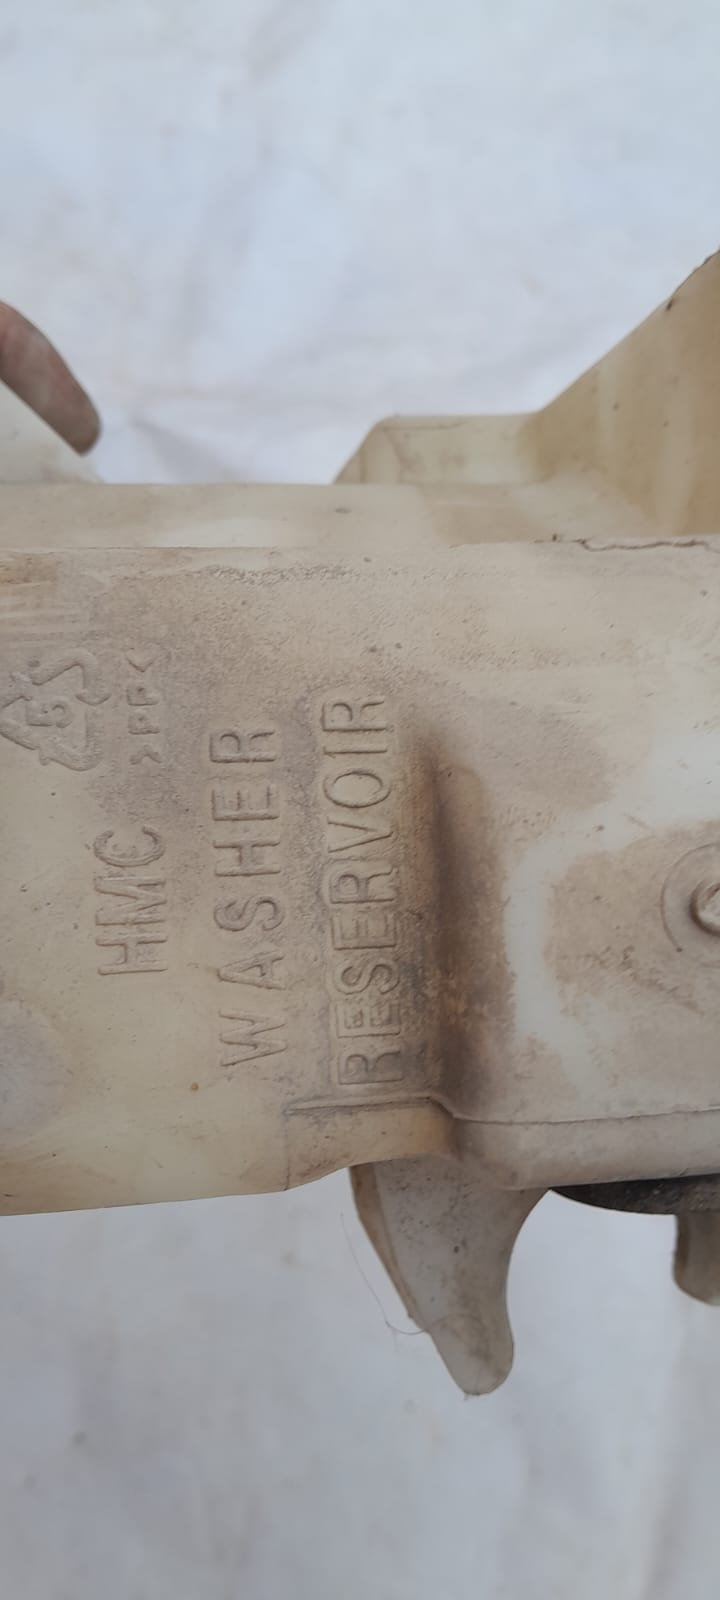 5
>PP<
HMC
WASHER
RESERVOIR